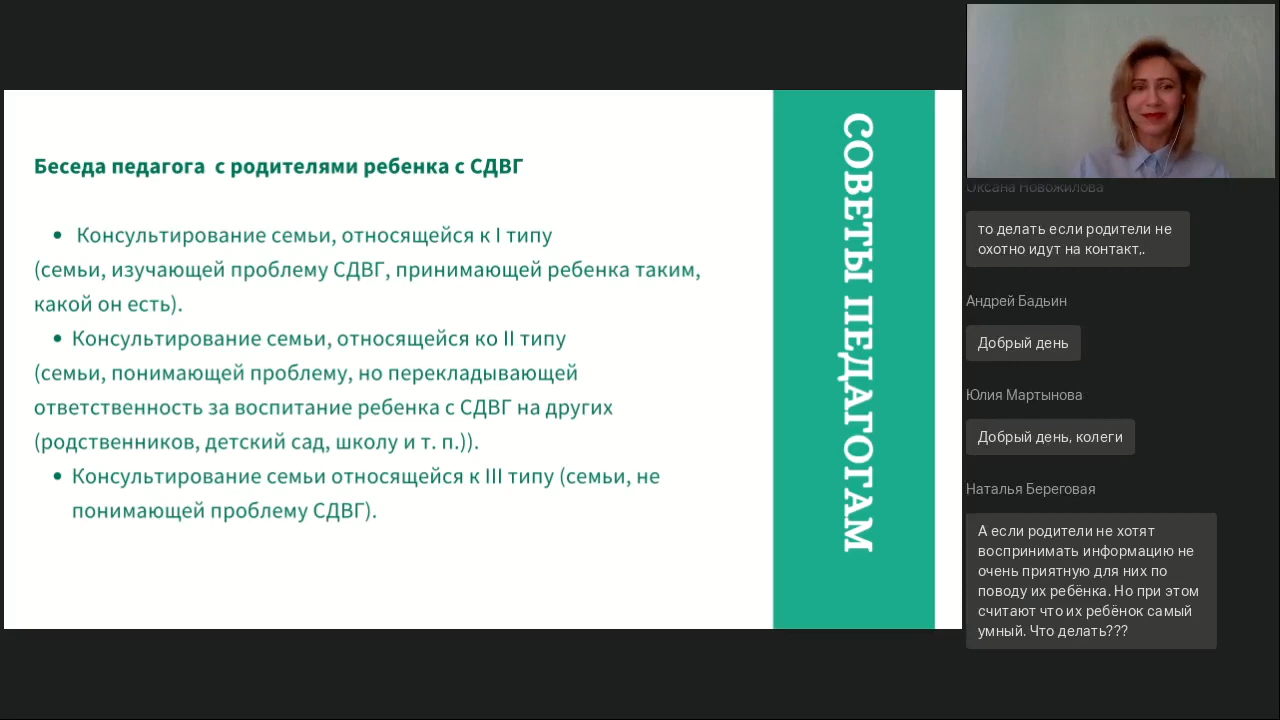 Беседа педагога с родителями ребенка с СДВГ
• Консультирование семьи, относящейся к I типу
(семьи, изучающей проблему СДВГ, принимающей ребенка таким,
какой он есть).
• Консультирование семьи, относящейся ко II типу
(семьи, понимающей проблему, но перекладывающей
ответственность за воспитание ребенка с СДВГ на других
(родственников, детский сад, школу и т. п.)).
• Консультирование семьи относящейся к III типу (семьи, не
понимающей проблему СДВГ).
СОВЕТЫ ПЕДАГОГАМ
Оксана Новожилова
то делать если родители не
охотно идут на контакт,.
Андрей Бадьин
Добрый день
Юлия Мартынова
Добрый день, колеги
Наталья Береговая
А если родители не хотят
воспринимать информацию не
очень приятную для них по
поводу их ребёнка. Но при этом
считают что их ребёнок самый
умный. Что делать???